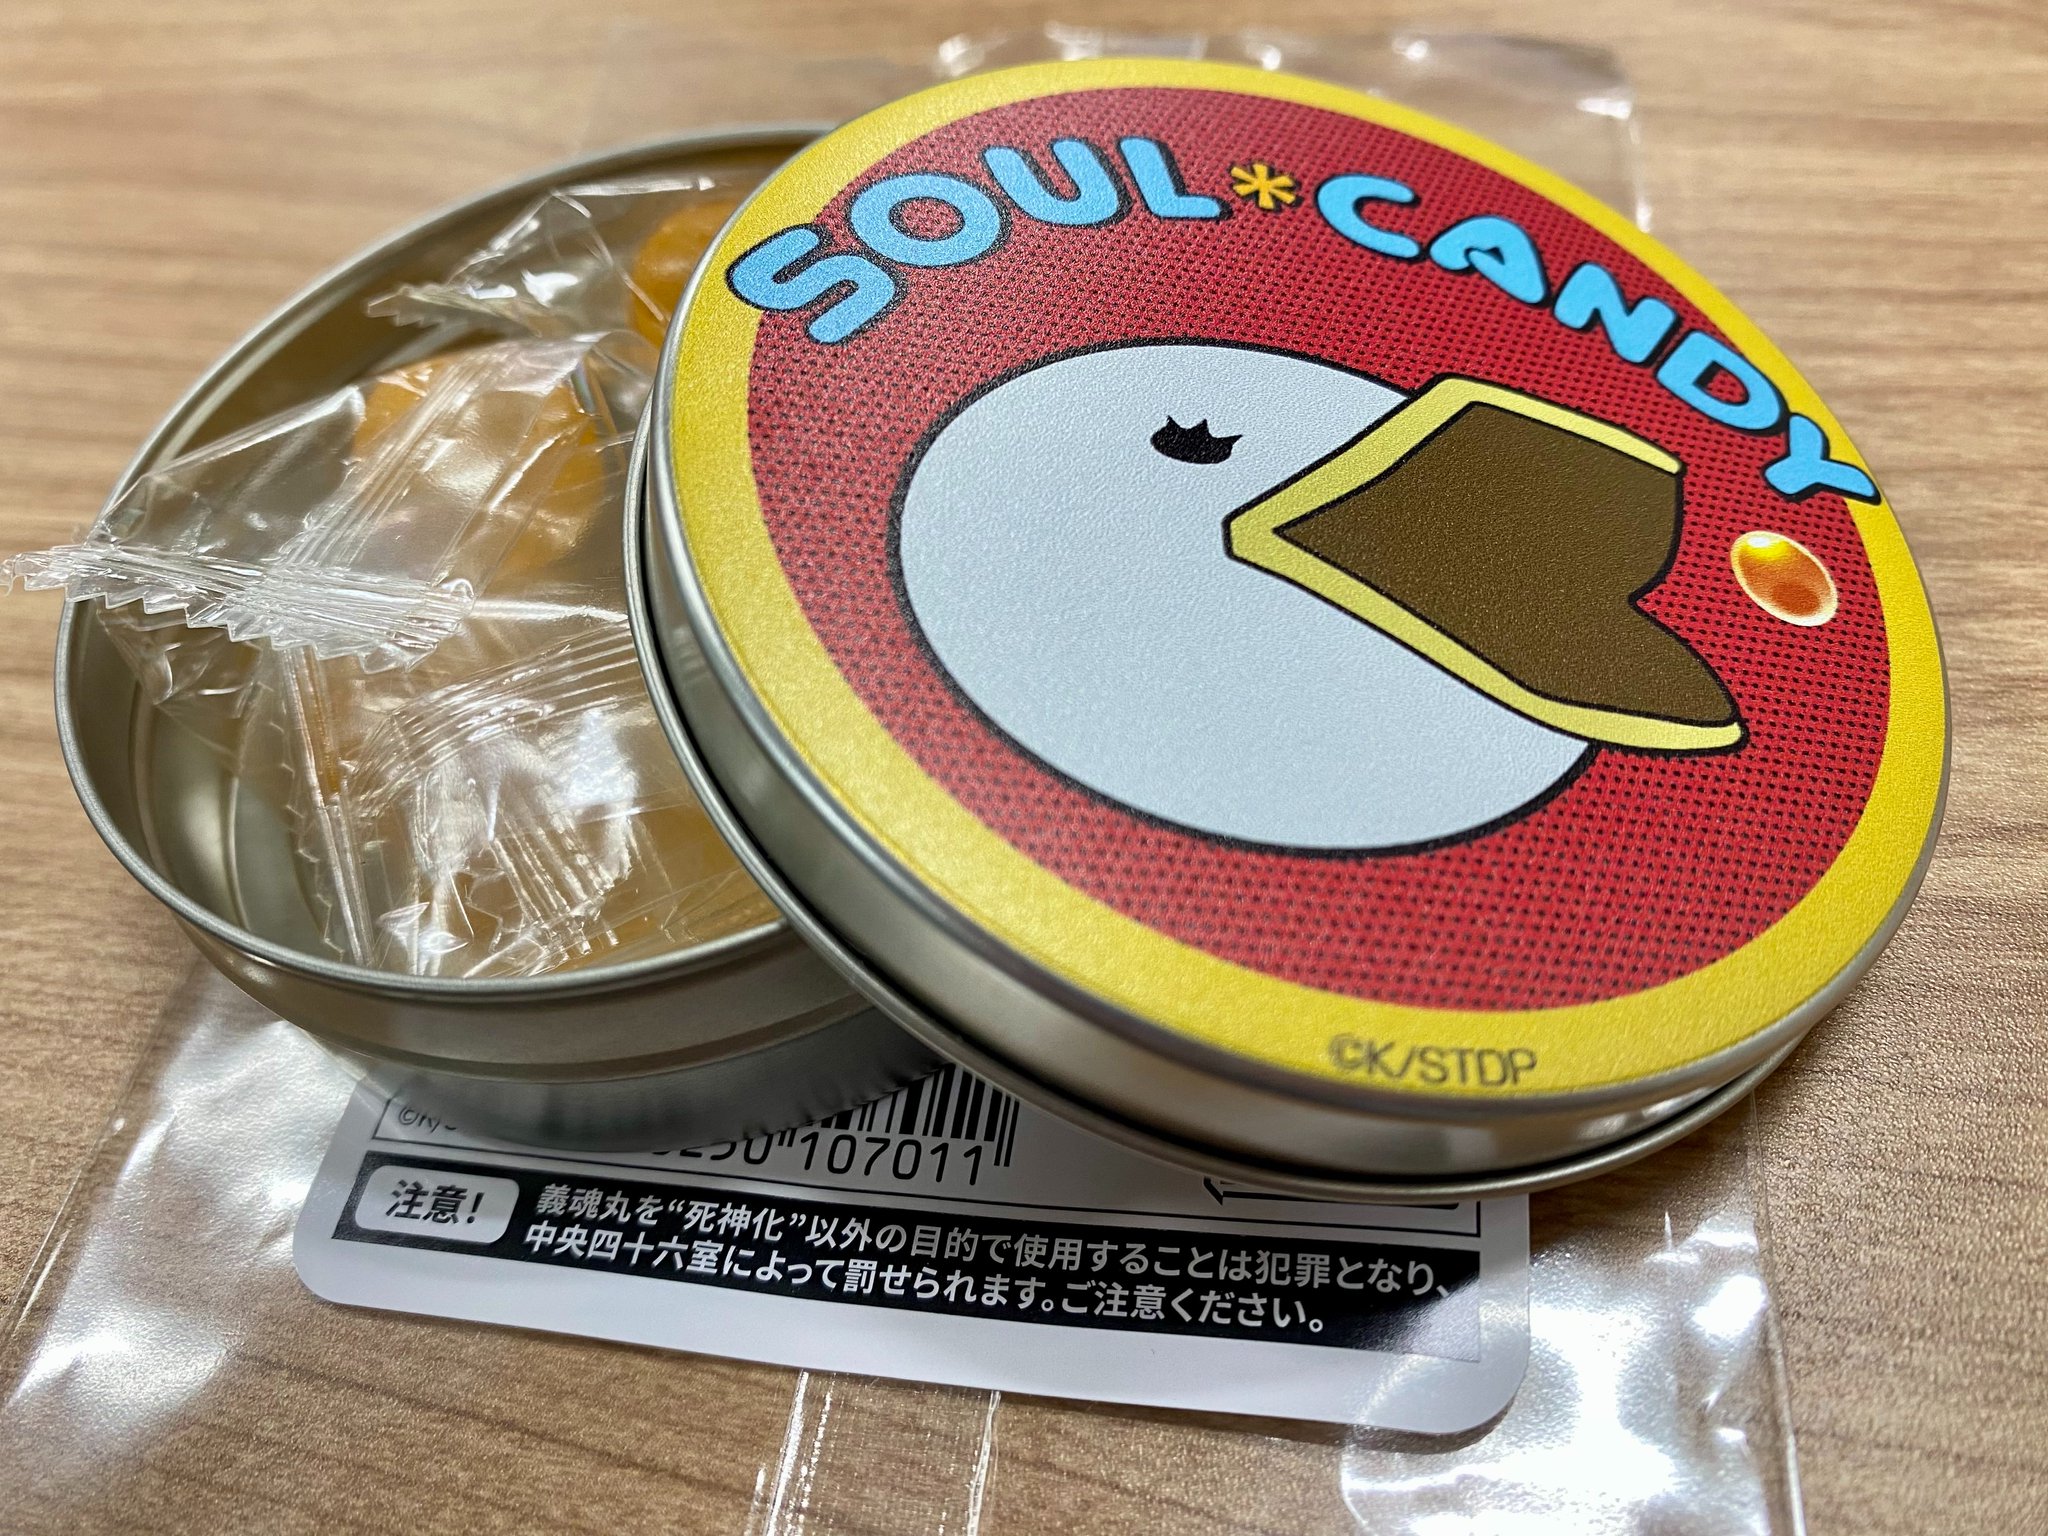 SOUL*CANDY
©K/STDP
107011
注意!
義魂丸を“死神化”以外の目的で使用することは犯罪となり、
中央四十六室によって罰せられます。ご注意ください。